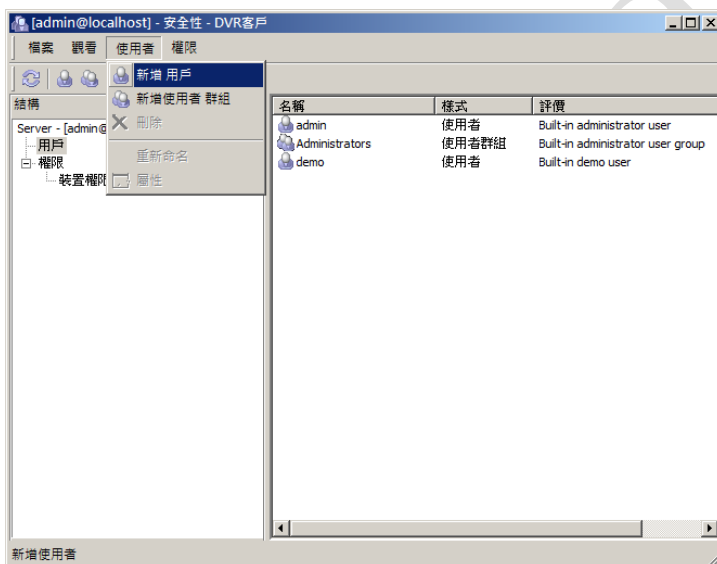 [admin@localhost] - 安全性 - DVR客戶
檔案 觀看 使用者 權限
新增 用戶
新增使用者 群組
刪除
重新命名
屬性
結構
Server - [admin@
用戶
權限
裝置權限
名稱 樣式 評價
admin 使用者 Built-in administrator user
Administrators 使用者群組 Built-in administrator user group
demo 使用者 Built-in demo user
新增使用者